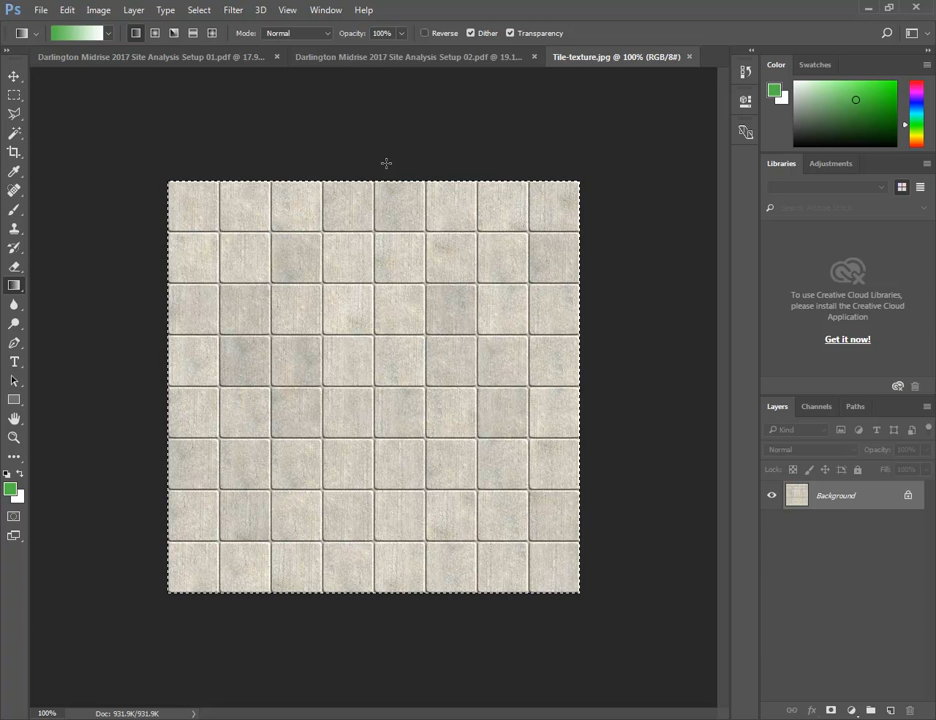 Ps File Edit Image Layer Type Select Filter 3D View Window Help
Mode: Normal Opacity: 100% Reverse Dither Transparency
Darlington Midrise 2017 Site Analysis Setup 01.pdf @ 17.9... × Darlington Midrise 2017 Site Analysis Setup 02.pdf @ 19.1... × Tile-texture.jpg @ 100% (RGB/8#) ×
Color Swatches
Libraries Adjustments
To use Creative Cloud Libraries,
please install the Creative Cloud
Application
Get it now!
Layers Channels Paths
Kind
Normal Opacity: 100%
Lock: Fill: 100%
Background
T
100% Doc: 931.9K/931.9K
fx